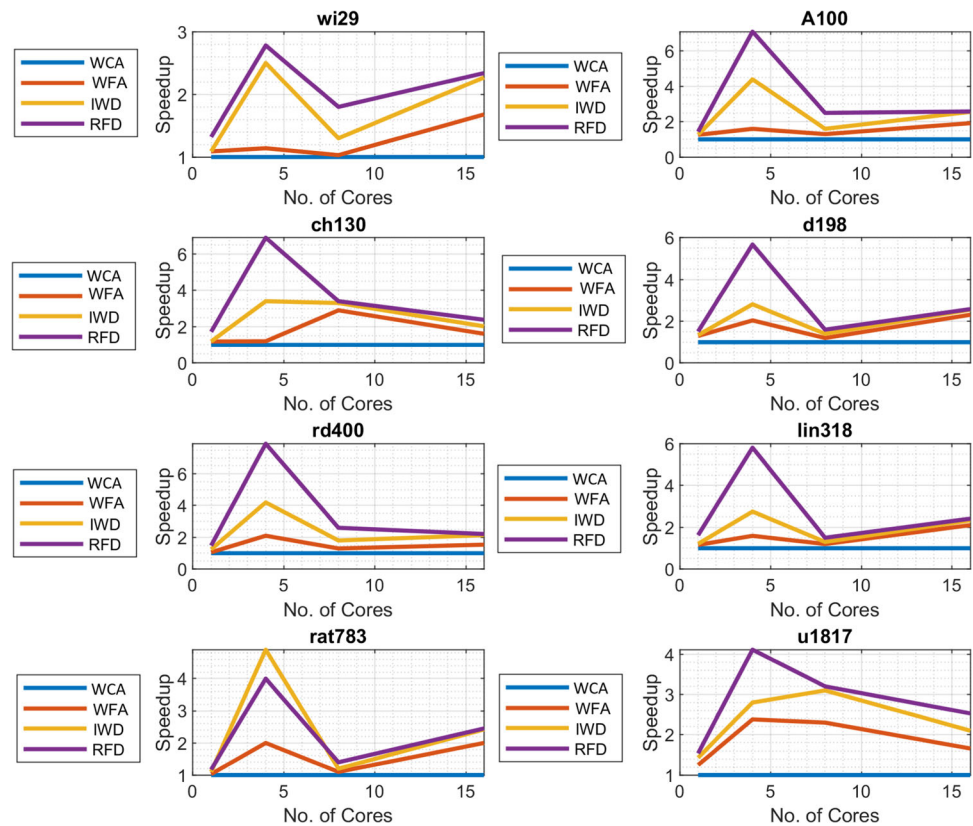 wi29
WCA
WFA
IWD
RFD
Speedup
3
2
1
0
5
10
15
No. of Cores
A100
WCA
WFA
IWD
RFD
Speedup
6
4
2
0
0
5
10
15
No. of Cores
ch130
WCA
WFA
IWD
RFD
Speedup
6
4
2
0
0
5
10
15
No. of Cores
d198
WCA
WFA
IWD
RFD
Speedup
6
4
2
0
0
5
10
15
No. of Cores
rd400
WCA
WFA
IWD
RFD
Speedup
6
4
2
0
0
5
10
15
No. of Cores
lin318
WCA
WFA
IWD
RFD
Speedup
6
4
2
0
0
5
10
15
No. of Cores
rat783
WCA
WFA
IWD
RFD
Speedup
4
3
2
1
0
5
10
15
No. of Cores
u1817
WCA
WFA
IWD
RFD
Speedup
4
3
2
1
0
5
10
15
No. of Cores